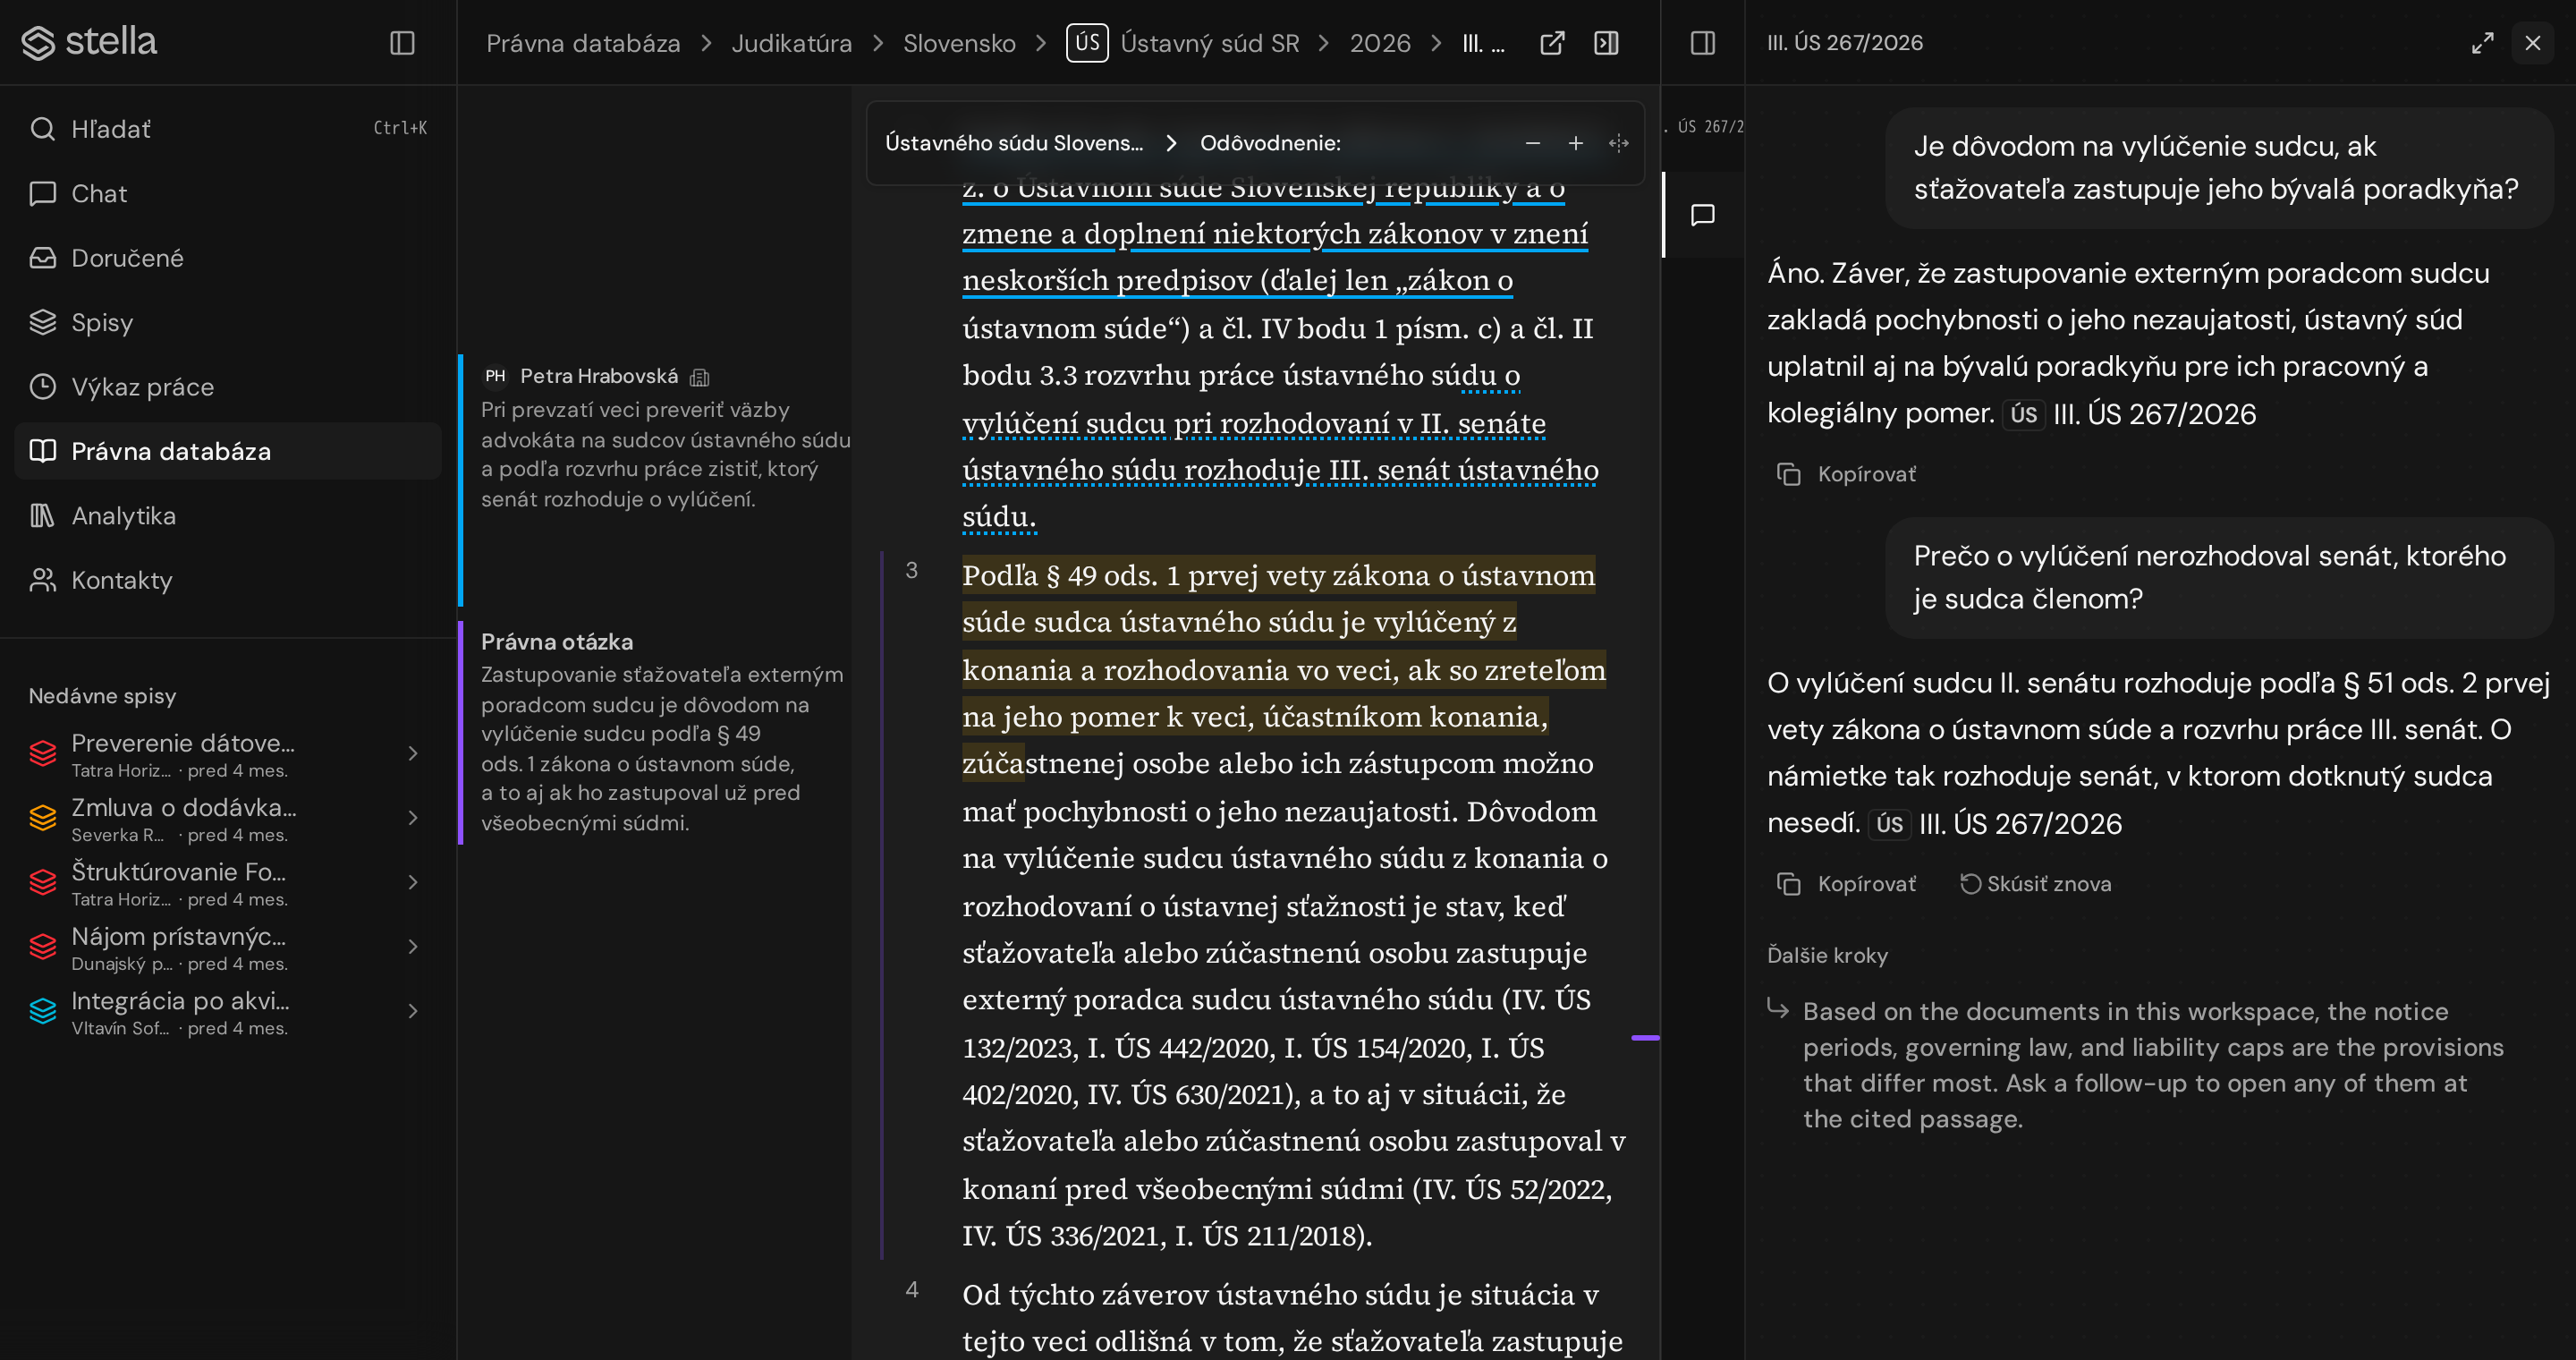 stella
Hľadať
Ctrl+K
Chat
Doručené
Spisy
Výkaz práce
Právna databáza
Analytika
Kontakty
Nedávne spisy
Preverenie dátove...
Tatra Horiz... · pred 4 mes.
Zmluva o dodávka...
Severka R... · pred 4 mes.
Štruktúrovanie Fo...
Tatra Horiz... · pred 4 mes.
Nájom prístavnýc...
Dunajský p... · pred 4 mes.
Integrácia po akvi...
Vltavín Sof... · pred 4 mes.
Právna databáza > Judikatúra > Slovensko > ÚS Ústavný súd SR > 2026 > III. ...
PH Petra Hrabovská
Pri prevzatí veci preveriť väzby
advokáta na sudcov ústavného súdu
a podľa rozvrhu práce zistiť, ktorý
senát rozhoduje o vylúčení.
Právna otázka
Zastupovanie sťažovateľa externým
poradcom sudcu je dôvodom na
vylúčenie sudcu podľa § 49
ods. 1 zákona o ústavnom súde,
a to aj ak ho zastupoval už pred
všeobecnými súdmi.
Ústavného súdu Slovens... > Odôvodnenie:
z. o Ústavnom súde Slovenskej republiky a o
zmene a doplnení niektorých zákonov v znení
neskorších predpisov (ďalej len „zákon o
ústavnom súde“) a čl. IV bodu 1 písm. c) a čl. II
bodu 3.3 rozvrhu práce ústavného súdu o
vylúčení sudcu pri rozhodovaní v II. senáte
ústavného súdu rozhoduje III. senát ústavného
súdu.
3
Podľa § 49 ods. 1 prvej vety zákona o ústavnom
súde sudca ústavného súdu je vylúčený z
konania a rozhodovania vo veci, ak so zreteľom
na jeho pomer k veci, účastníkom konania,
zúčastnenej osobe alebo ich zástupcom možno
mať pochybnosti o jeho nezaujatosti. Dôvodom
na vylúčenie sudcu ústavného súdu z konania o
rozhodovaní o ústavnej sťažnosti je stav, keď
sťažovateľa alebo zúčastnenú osobu zastupuje
externý poradca sudcu ústavného súdu (IV. ÚS
132/2023, I. ÚS 442/2020, I. ÚS 154/2020, I. ÚS
402/2020, IV. ÚS 630/2021), a to aj v situácii, že
sťažovateľa alebo zúčastnenú osobu zastupoval v
konaní pred všeobecnými súdmi (IV. ÚS 52/2022,
IV. ÚS 336/2021, I. ÚS 211/2018).
4
Od týchto záverov ústavného súdu je situácia v
tejto veci odlišná v tom, že sťažovateľa zastupuje
. ÚS 267/2
III. ÚS 267/2026
Je dôvodom na vylúčenie sudcu, ak
sťažovateľa zastupuje jeho bývalá poradkyňa?
Áno. Záver, že zastupovanie externým poradcom sudcu
zakladá pochybnosti o jeho nezaujatosti, ústavný súd
uplatnil aj na bývalú poradkyňu pre ich pracovný a
kolegiálny pomer. ÚS III. ÚS 267/2026
Kopírovať
Prečo o vylúčení nerozhodoval senát, ktorého
je sudca členom?
O vylúčení sudcu II. senátu rozhoduje podľa § 51 ods. 2 prvej
vety zákona o ústavnom súde a rozvrhu práce III. senát. O
námietke tak rozhoduje senát, v ktorom dotknutý sudca
nesedí. ÚS III. ÚS 267/2026
Kopírovať
Skúsiť znova
Ďalšie kroky
Based on the documents in this workspace, the notice
periods, governing law, and liability caps are the provisions
that differ most. Ask a follow-up to open any of them at
the cited passage.